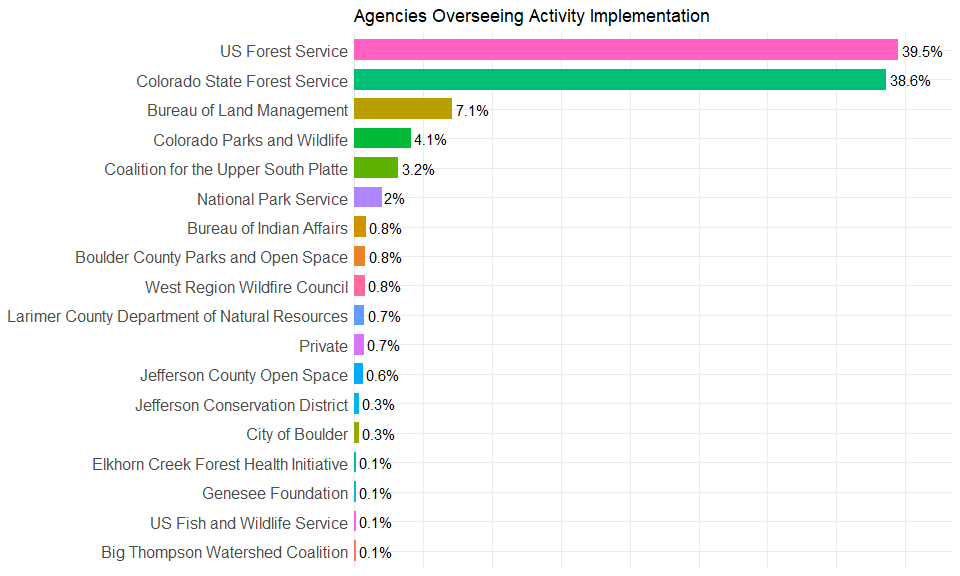 Agencies Overseeing Activity Implementation
US Forest Service 39.5%
Colorado State Forest Service 38.6%
Bureau of Land Management 7.1%
Colorado Parks and Wildlife 4.1%
Coalition for the Upper South Platte 3.2%
National Park Service 2%
Bureau of Indian Affairs 0.8%
Boulder County Parks and Open Space 0.8%
West Region Wildfire Council 0.8%
Larimer County Department of Natural Resources 0.7%
Private 0.7%
Jefferson County Open Space 0.6%
Jefferson Conservation District 0.3%
City of Boulder 0.3%
Elkhorn Creek Forest Health Initiative 0.1%
Genesee Foundation 0.1%
US Fish and Wildlife Service 0.1%
Big Thompson Watershed Coalition 0.1%